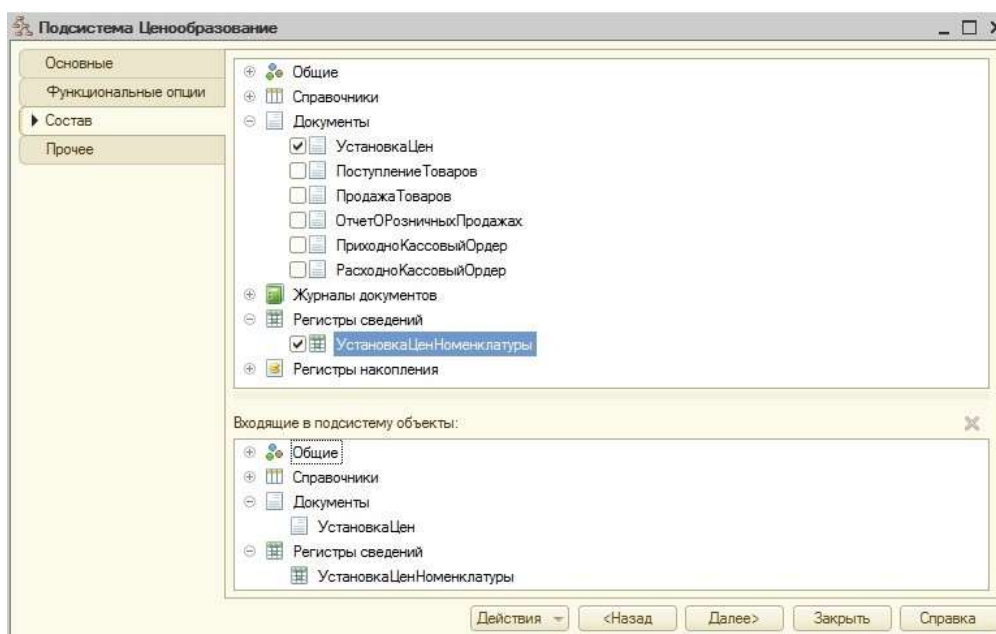 Подсистема Ценообразование
Основные
Функциональные опции
Состав
Прочее
Общие
Справочники
Документы
УстановкаЦен
ПоступлениеТоваров
ПродажаТоваров
ОтчетОРозничныхПродажах
ПриходноКассовыйОрдер
РасходноКассовыйОрдер
Журналы документов
Регистры сведений
УстановкаЦенНоменклатуры
Регистры накопления
Входящие в подсистему объекты:
Общие
Справочники
Документы
УстановкаЦен
Регистры сведений
УстановкаЦенНоменклатуры
Действия <Назад Далее> Закрыть Справка